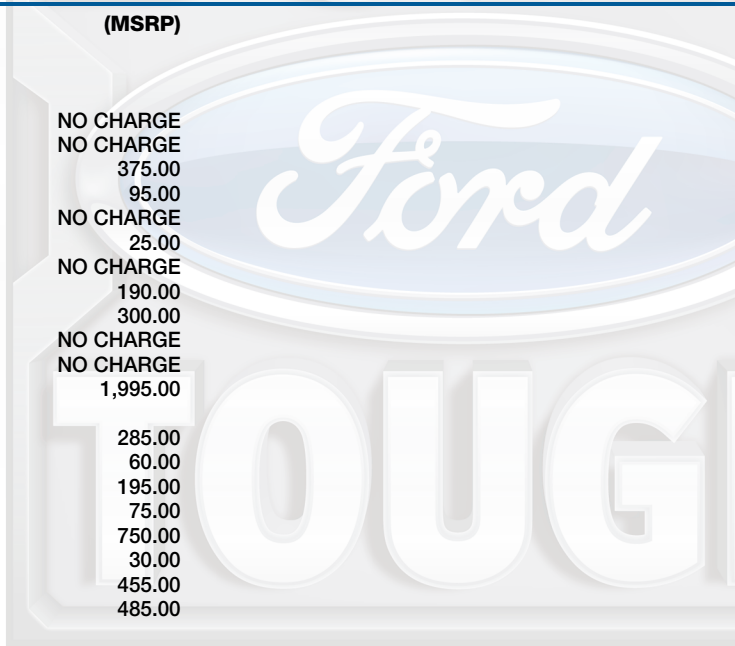 (MSRP)
NO CHARGE
NO CHARGE
375.00
95.00
NO CHARGE
25.00
NO CHARGE
190.00
300.00
NO CHARGE
NO CHARGE
1,995.00
285.00
60.00
195.00
75.00
750.00
30.00
455.00
485.00
Ford
TOUG